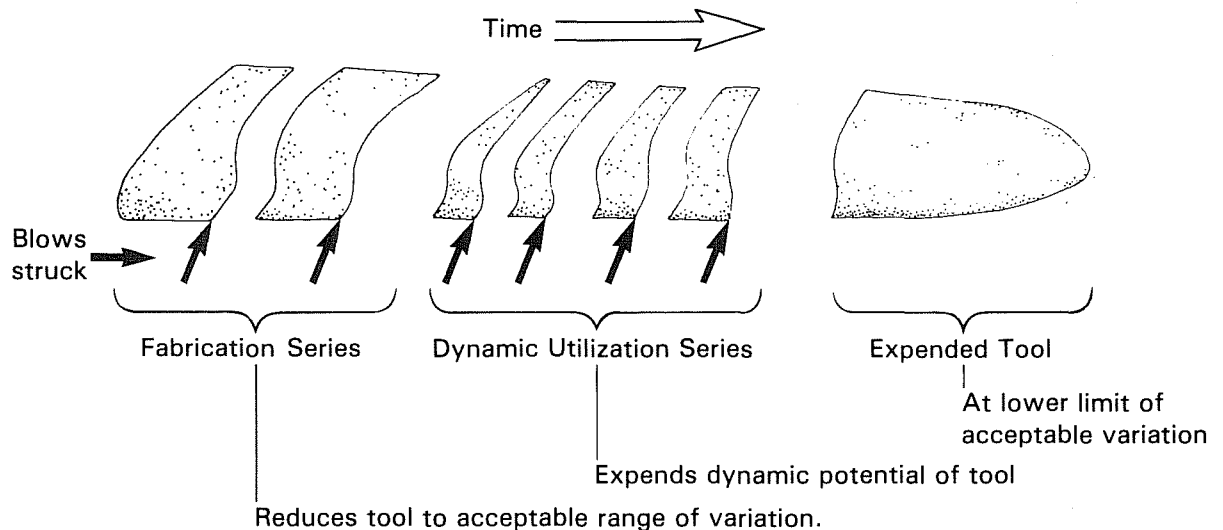 Time
Blows
struck
Fabrication Series
Dynamic Utilization Series
Expended Tool
At lower limit of
acceptable variation
Expends dynamic potential of tool
Reduces tool to acceptable range of variation.